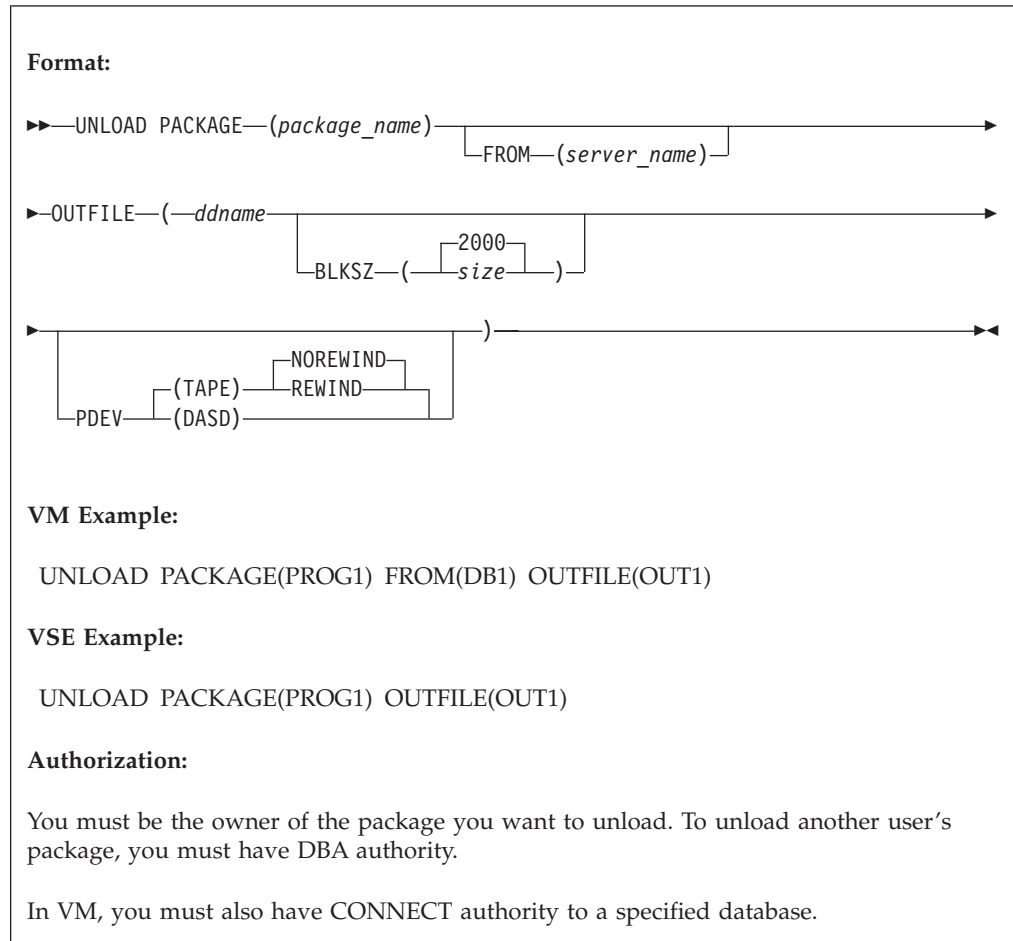 Format:
UNLOAD PACKAGE (package_name)
FROM (server_name)
OUTFILE ( ddname
2000
BLKSZ ( size )
)
NOREWIND
(TAPE) REWIND
PDEV (DASD)
VM Example:
UNLOAD PACKAGE(PROG1) FROM(DB1) OUTFILE(OUT1)
VSE Example:
UNLOAD PACKAGE(PROG1) OUTFILE(OUT1)
Authorization:
You must be the owner of the package you want to unload. To unload another user's
package, you must have DBA authority.
In VM, you must also have CONNECT authority to a specified database.